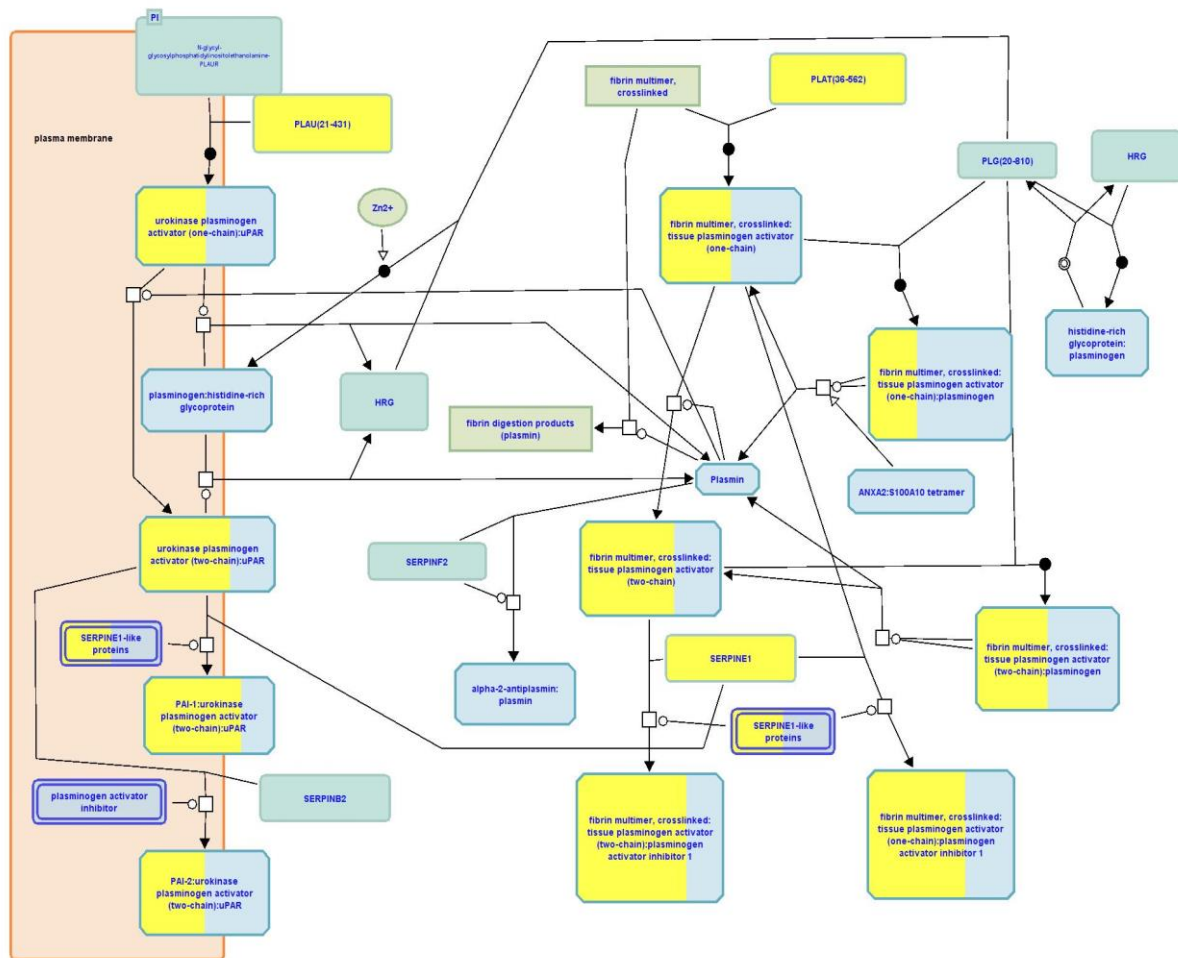 PI
N-glycyl-
glycosylphosphatidylinositolethanolamine-
PLAUR
fibrin multimer,
crosslinked
PLAT(36-562)
PLAU(21-431)
plasma membrane
PLG(20-810)
HRG
urokinase plasminogen
activator (one-chain):uPAR
Zn2+
fibrin multimer, crosslinked:
tissue plasminogen activator
(one-chain)
histidine-rich
glycoprotein:
plasminogen
fibrin multimer, crosslinked:
tissue plasminogen activator
(one-chain):plasminogen
plasminogen:histidine-rich
glycoprotein
HRG
fibrin digestion products
(plasmin)
Plasmin
ANXA2:S100A10 tetramer
urokinase plasminogen
activator (two-chain):uPAR
SERPINF2
fibrin multimer, crosslinked:
tissue plasminogen activator
(two-chain)
SERPINE1-like
proteins
SERPINE1
fibrin multimer, crosslinked:
tissue plasminogen activator
(two-chain):plasminogen
alpha-2-antiplasmin:
plasmin
PAI-1:urokinase
plasminogen activator
(two-chain):uPAR
SERPINE1-like
proteins
plasminogen activator
inhibitor
SERPINB2
fibrin multimer, crosslinked:
tissue plasminogen activator
(two-chain):plasminogen
activator inhibitor 1
fibrin multimer, crosslinked:
tissue plasminogen activator
(one-chain):plasminogen
activator inhibitor 1
PAI-2:urokinase
plasminogen activator
(two-chain):uPAR